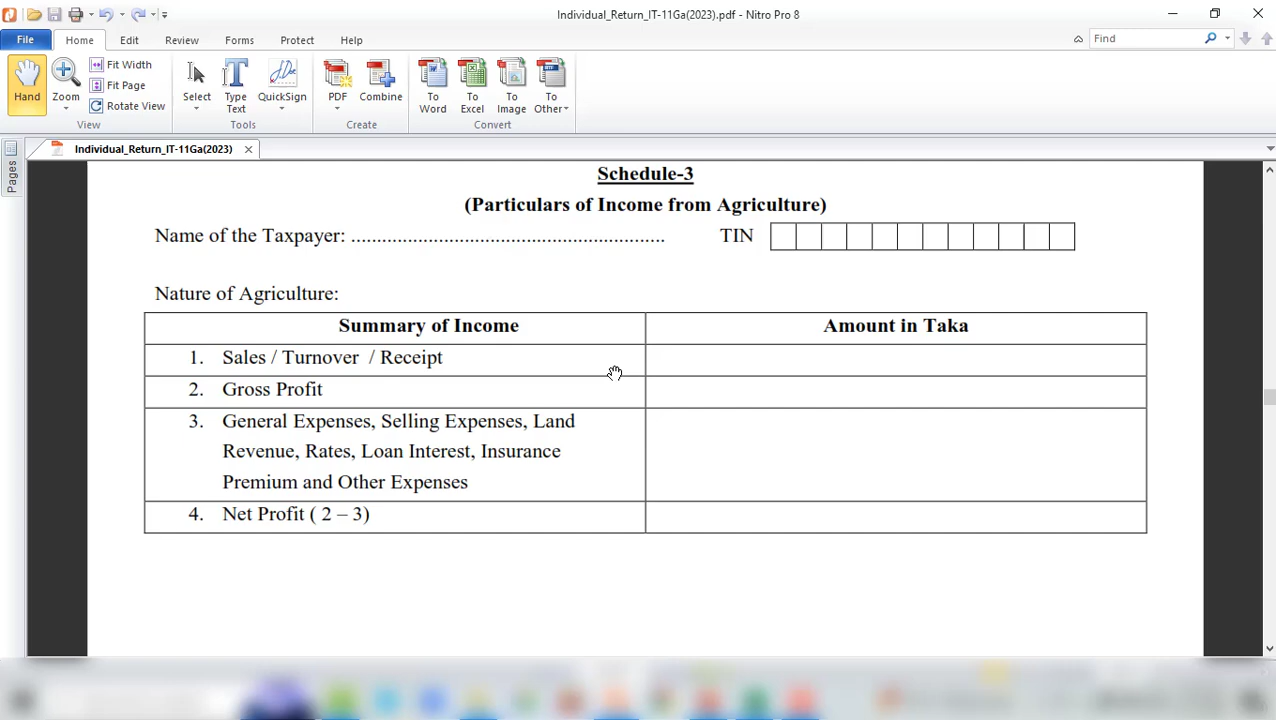 Individual_Return_IT-11Ga(2023).pdf - Nitro Pro 8
File Home Edit Review Forms Protect Help
Find
Hand
Zoom
Fit Width
Fit Page
Rotate View
View
Select
Type Text
QuickSign
Tools
PDF
Combine
Create
To Word
To Excel
To Image
To Other
Convert
Pages
Individual_Return_IT-11Ga(2023)
Schedule-3
(Particulars of Income from Agriculture)
Name of the Taxpayer: ............................................................. TIN
Nature of Agriculture:
Summary of Income Amount in Taka
1. Sales / Turnover / Receipt
2. Gross Profit
3. General Expenses, Selling Expenses, Land
Revenue, Rates, Loan Interest, Insurance
Premium and Other Expenses
4. Net Profit ( 2 – 3)